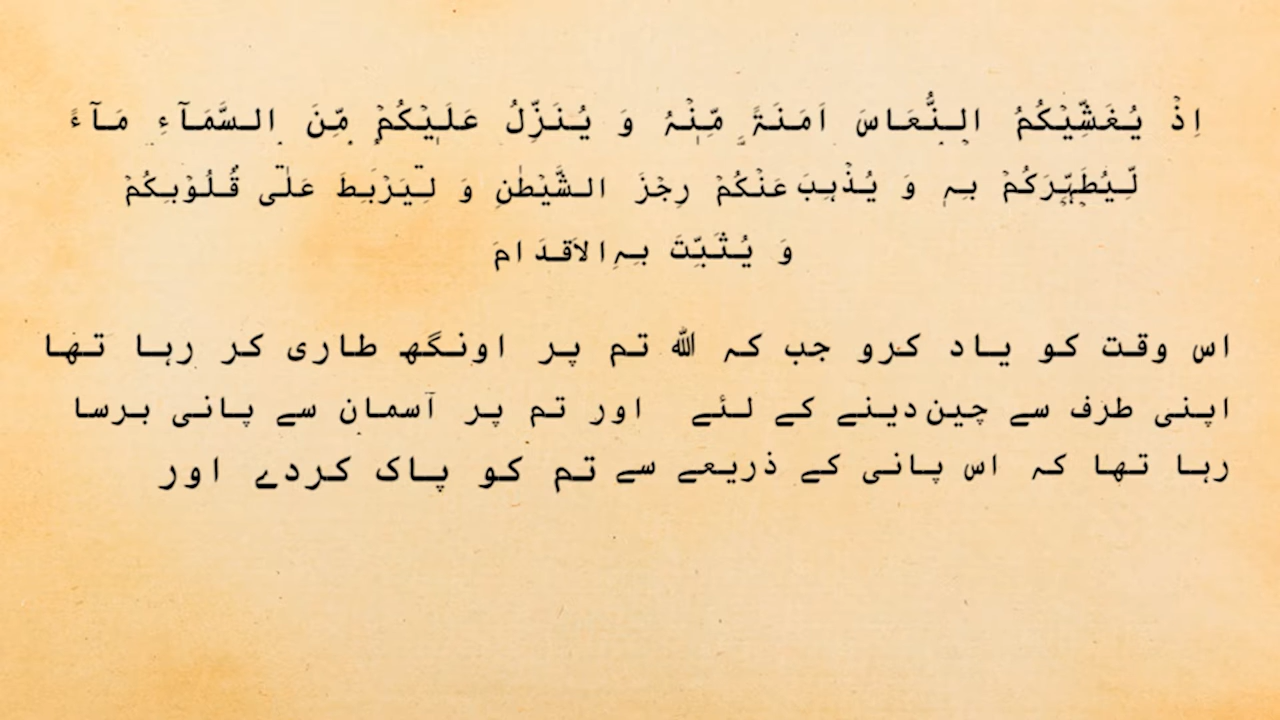 اِذْ یُغَشِّیْكُمُ النُّعَاسَ اَمَنَةً مِّنْهُ وَ یُنَزِّلُ عَلَیْكُمْ مِّنَ السَّمَآءِ مَآءً
لِّیُطَهِّرَكُمْ بِهٖ وَ یُذْهِبَ عَنْكُمْ رِجْزَ الشَّیْطٰنِ وَ لِیَرْبِطَ عَلٰى قُلُوْبِكُمْ
وَ یُثَبِّتَ بِهِ الاَقدَامَ
اس وقت کو یاد کرو جب کہ ﷲ تم پر اونگھ طاری کر رہا تھا
اپنی طرف سے چین دینے کے لئے اور تم پر آسمان سے پانی برسا
رہا تھا کہ اس پانی کے ذریعے سے تم کو پاک کردے اور